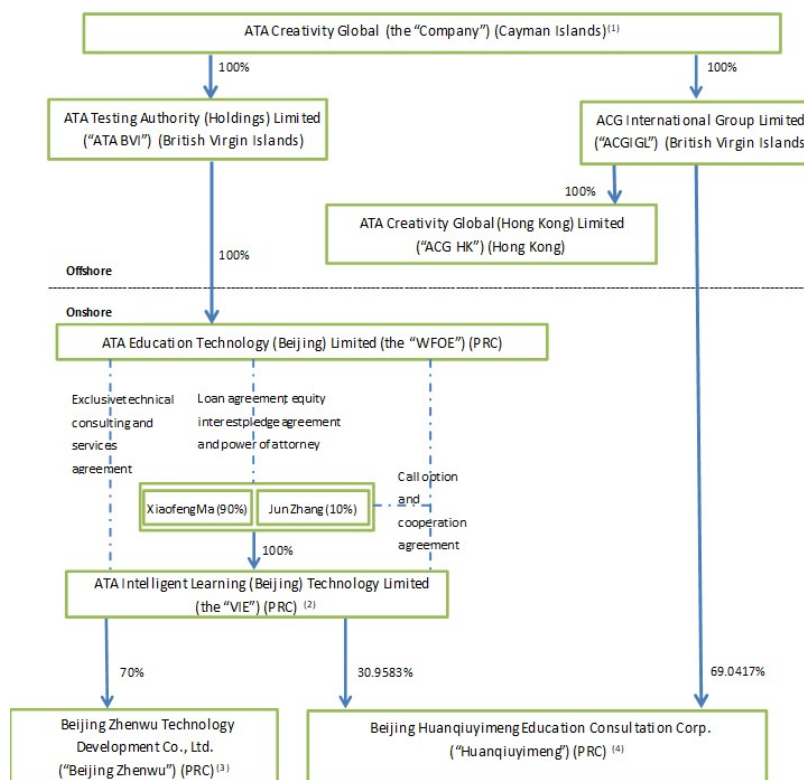 ATA Creativity Global (the “Company”) (Cayman Islands)(1)
100%
100%
ATA Testing Authority (Holdings) Limited
(“ATA BVI”) (British Virgin Islands)
ACG International Group Limited
(“ACGIGL”) (British Virgin Islands
100%
ATA Creativity Global (Hong Kong) Limited
(“ACG HK”) (Hong Kong)
100%
Offshore
Onshore
ATA Education Technology (Beijing) Limited (the “WFOE”) (PRC)
Exclusive technical
consulting and
services
agreement
Loan agreement, equity
interest pledge agreement
and power of attorney
Call option
and
cooperation
agreement
Xiaofeng Ma (90%)
Jun Zhang (10%)
100%
ATA Intelligent Learning (Beijing) Technology Limited
(the “VIE”) (PRC) (2)
70%
30.9583%
69.0417%
Beijing Zhenwu Technology
Development Co., Ltd.
(“Beijing Zhenwu”) (PRC) (3)
Beijing Huanqiuyimeng Education Consultation Corp.
(“Huanqiuyimeng”) (PRC) (4)